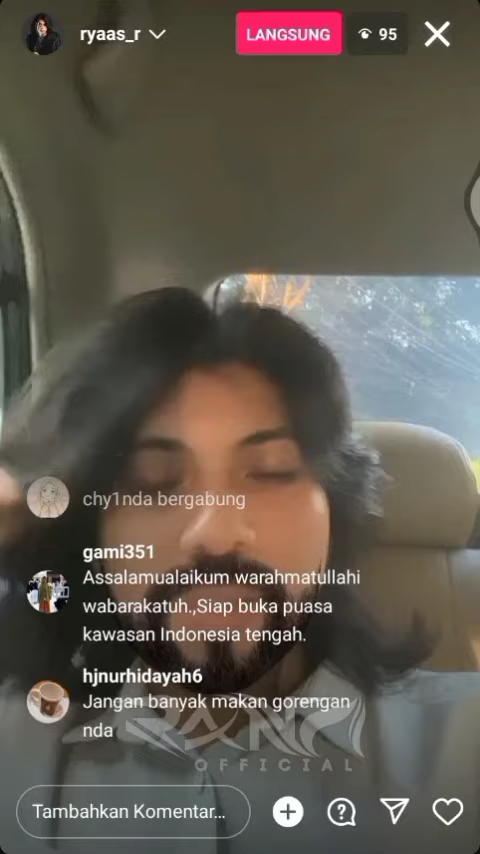 ryaas_r
LANGSUNG
95
chy1nda bergabung
gami351
Assalamualaikum warahmatullahi
wabarakatuh.,Siap buka puasa
kawasan Indonesia tengah.
hjnurhidayah6
Jangan banyak makan gorengan
nda
OFFICIAL
Tambahkan Komentar...